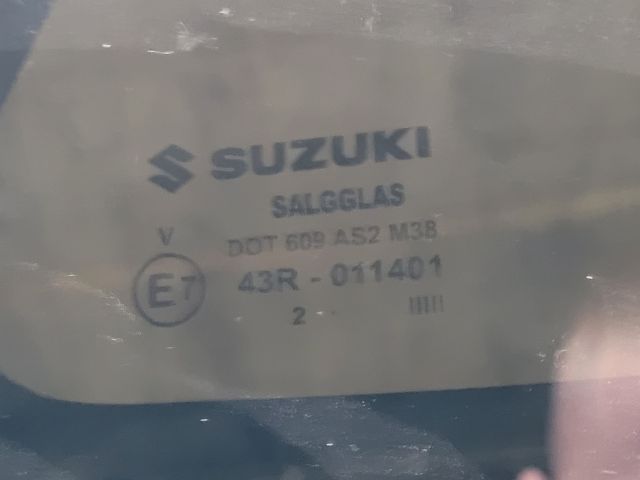 SUZUKI
SALGGLAS
V
DOT 609 AS2 M38
E7
43R - 011401
2